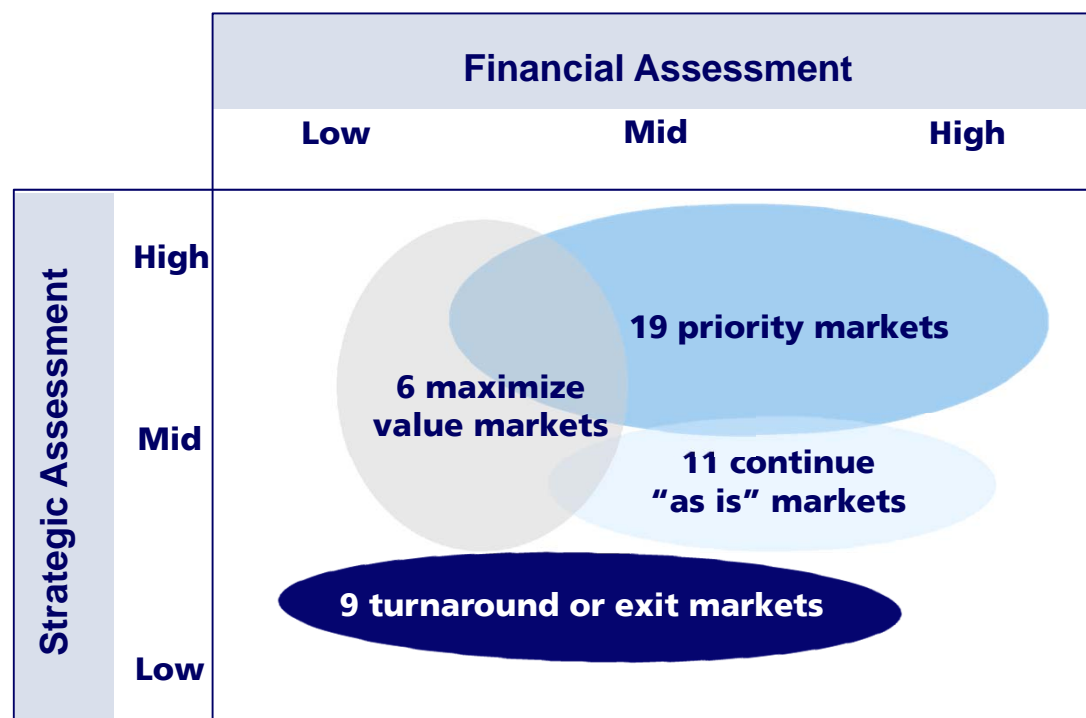 Financial Assessment
Low Mid High
Strategic Assessment
High
19 priority markets
6 maximize
value markets
Mid
11 continue
“as is” markets
9 turnaround or exit markets
Low